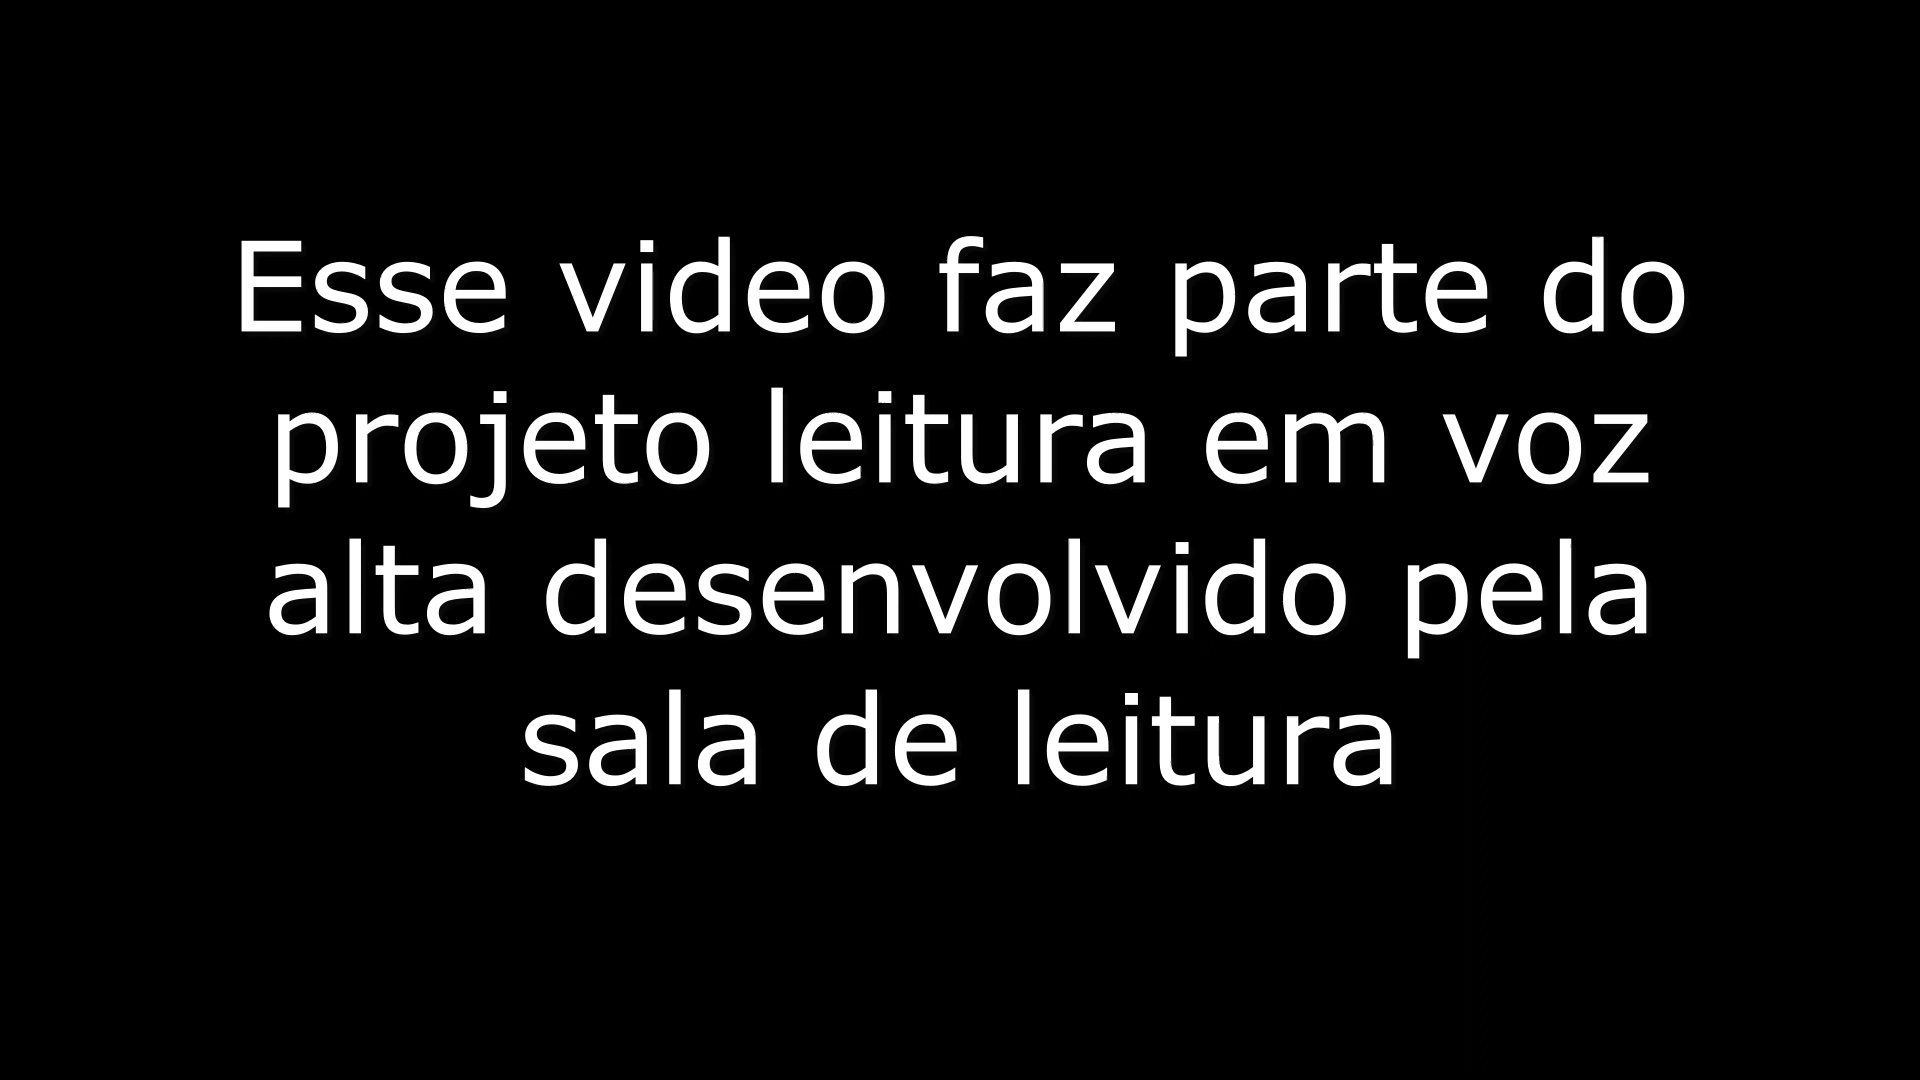 Esse video faz parte do
projeto leitura em voz
alta desenvolvido pela
sala de leitura